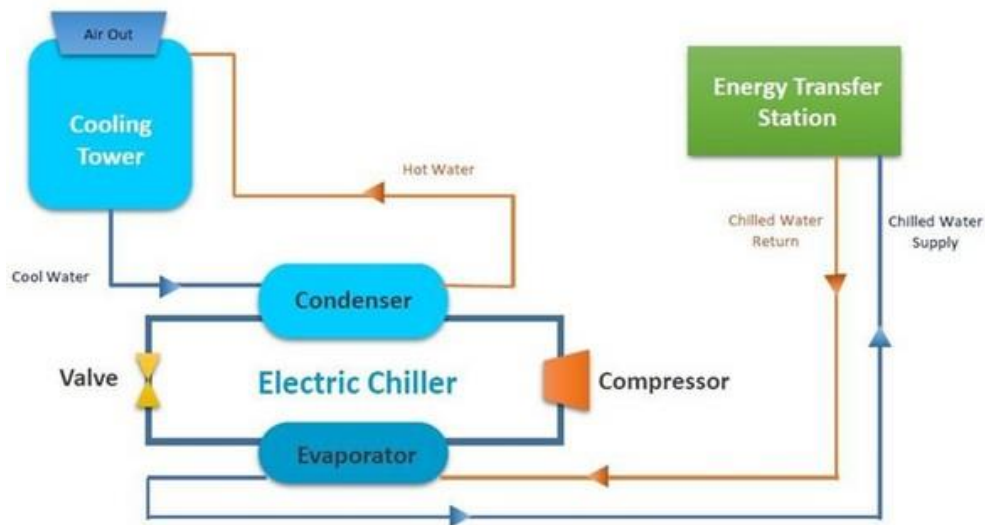 Air Out
Cooling
Tower
Energy Transfer
Station
Hot Water
Chilled Water
Return
Chilled Water
Supply
Cool Water
Condenser
Valve
Electric Chiller
Compressor
Evaporator